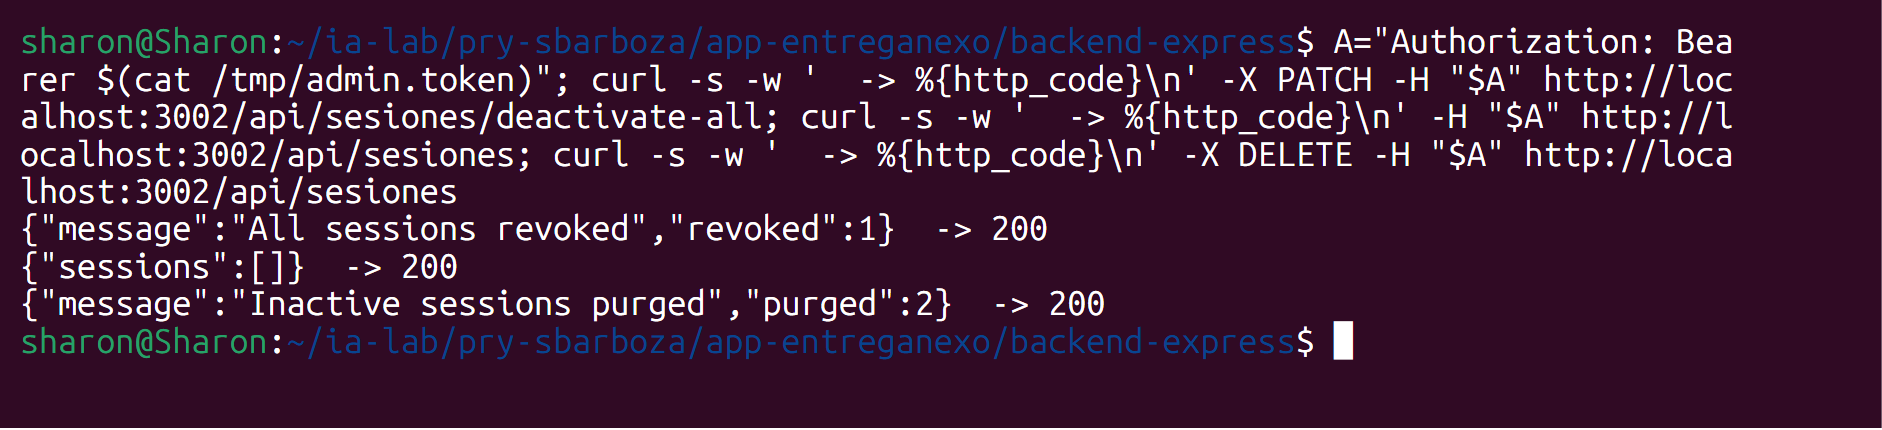 sharon@Sharon:~/ia-lab/pry-sbarboza/app-entreganexo/backend-express$ A="Authorization: Bea
rer $(cat /tmp/admin.token)"; curl -s -w '  -> %{http_code}\n' -X PATCH -H "$A" http://loc
alhost:3002/api/sesiones/deactivate-all; curl -s -w '  -> %{http_code}\n' -H "$A" http://l
ocalhost:3002/api/sesiones; curl -s -w '  -> %{http_code}\n' -X DELETE -H "$A" http://loca
lhost:3002/api/sesiones
{"message":"All sessions revoked","revoked":1}  -> 200
{"sessions":[]}  -> 200
{"message":"Inactive sessions purged","purged":2}  -> 200
sharon@Sharon:~/ia-lab/pry-sbarboza/app-entreganexo/backend-express$